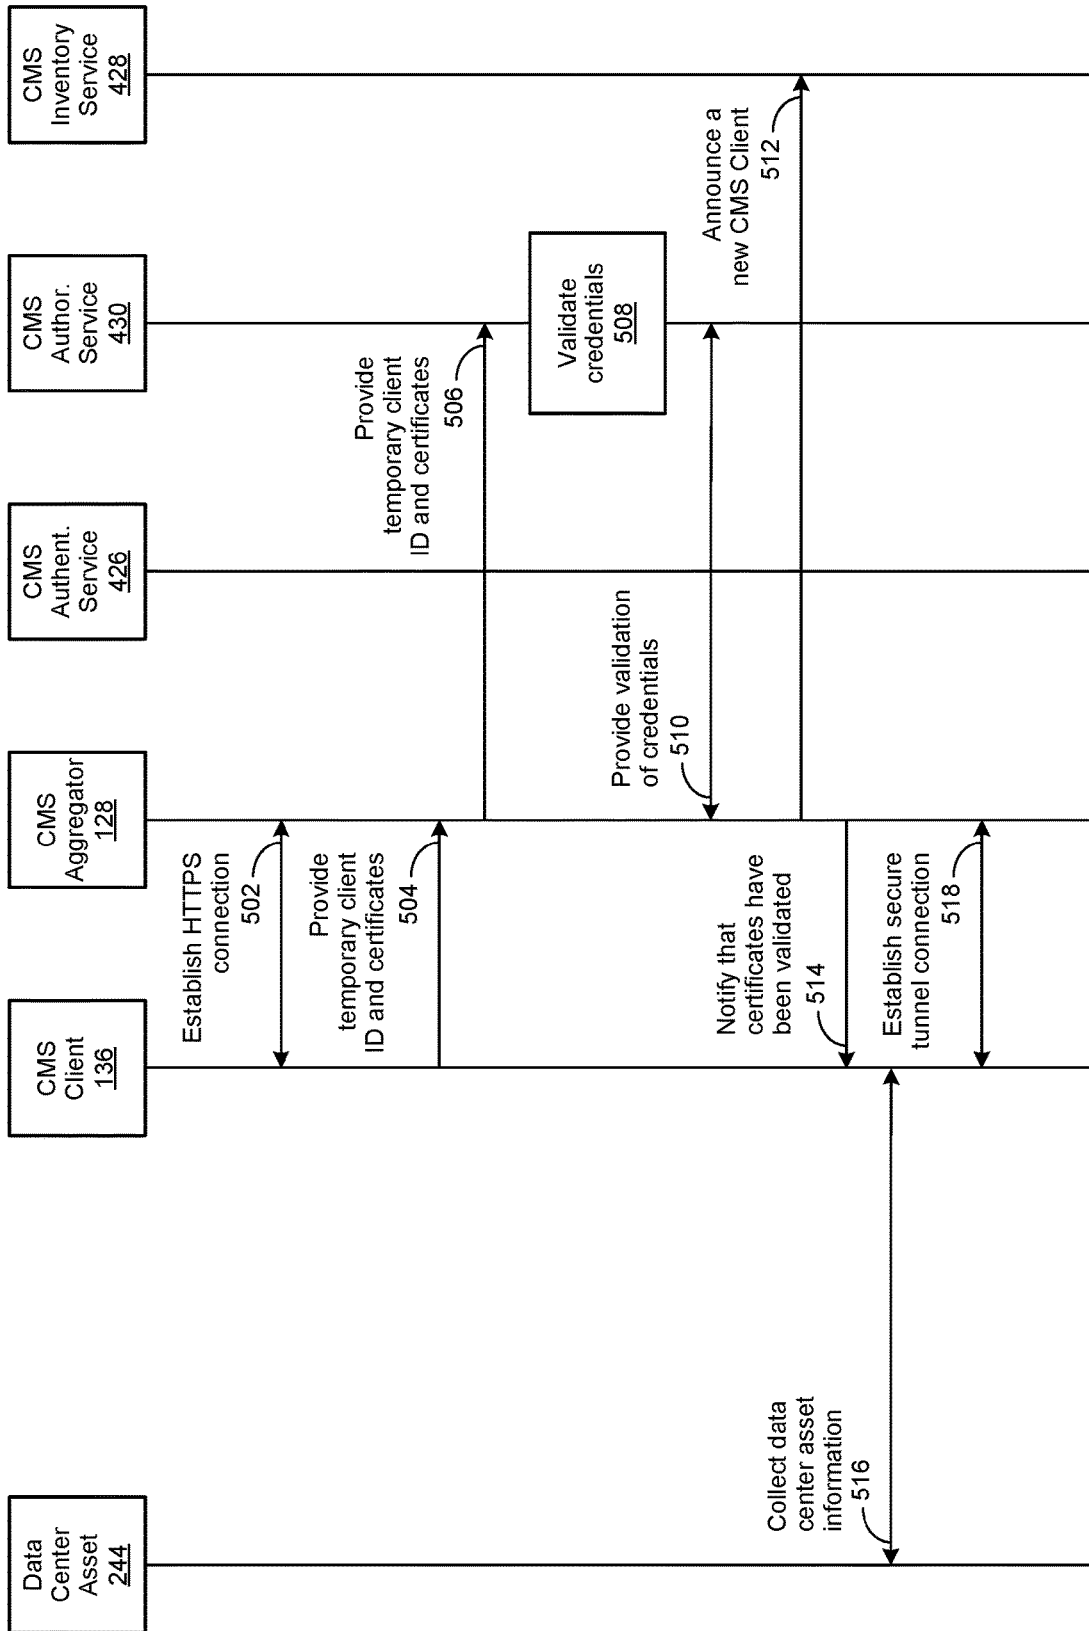 Data
Center
Asset
244
CMS
Client
136
CMS
Aggregator
128
CMS
Authent.
Service
426
CMS
Author.
Service
430
CMS
Inventory
Service
428
Establish HTTPS
connection
502
Provide
temporary client
ID and certificates
504
Provide
temporary client
ID and certificates
506
Validate
credentials
508
Provide validation
of credentials
510
Announce a
new CMS Client
512
Notify that
certificates have
been validated
514
Collect data
center asset
information
516
Establish secure
tunnel connection
518